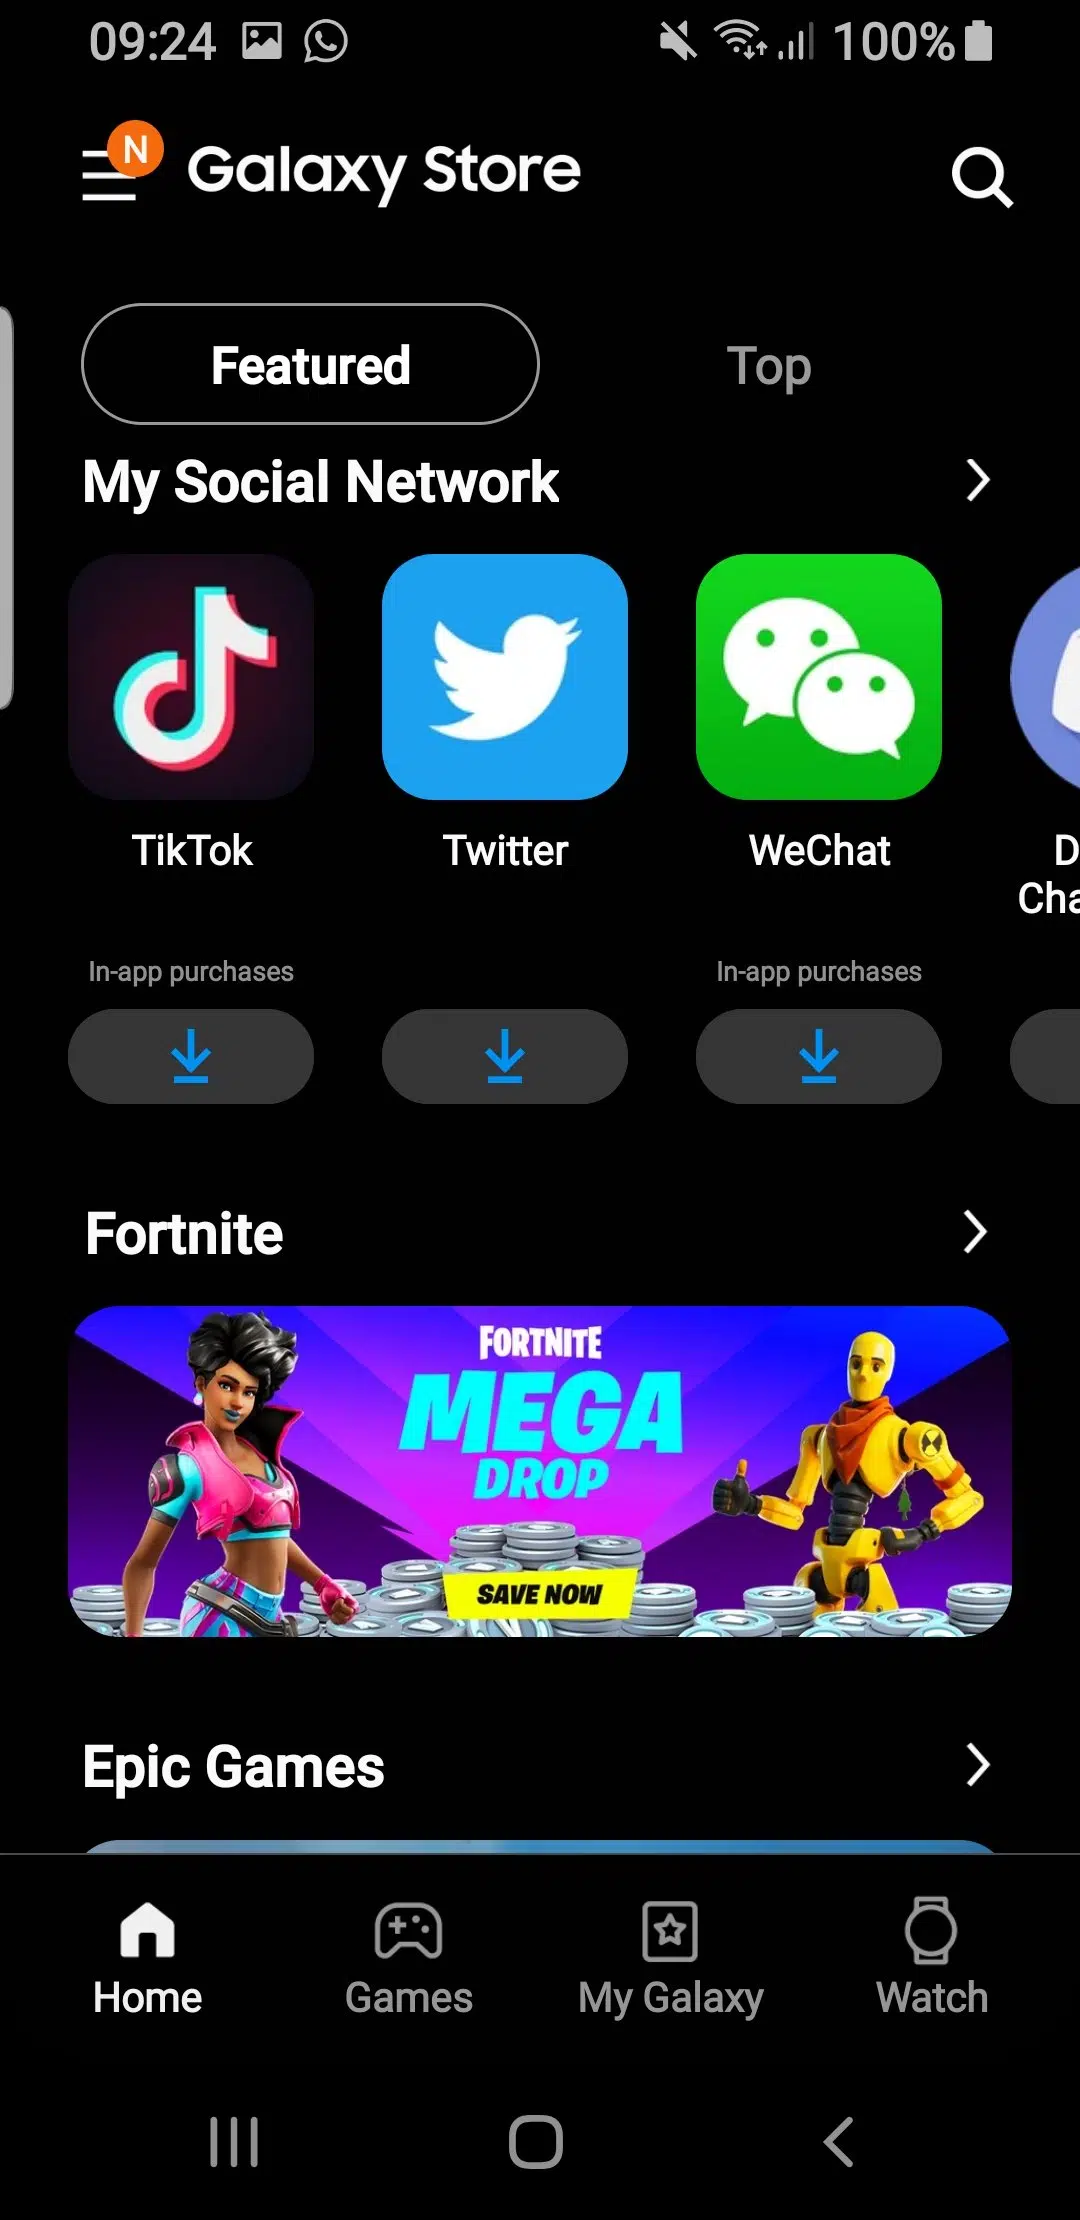 09:24
100%
N
Galaxy Store
Featured
Top
My Social Network
TikTok
Twitter
WeChat
D
Cha
In-app purchases
In-app purchases
Fortnite
FORTNITE
MEGA
DROP
SAVE NOW
Epic Games
Home
Games
My Galaxy
Watch